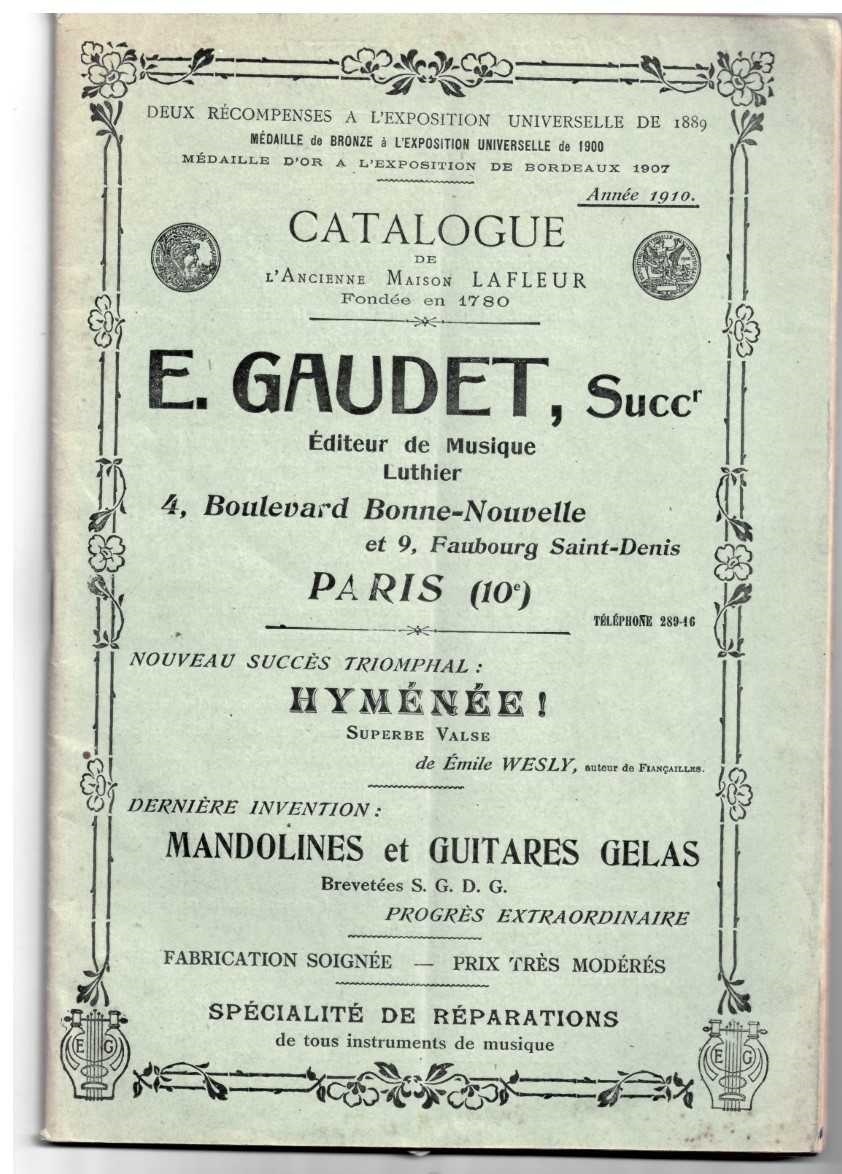 DEUX RÉCOMPENSES A L'EXPOSITION UNIVERSELLE DE 1889
MÉDAILLE de BRONZE à L'EXPOSITION UNIVERSELLE de 1900
MÉDAILLE D'OR A L'EXPOSITION DE BORDEAUX 1907
Année 1910.
CATALOGUE
DE
L'ANCIENNE MAISON LAFLEUR
Fondée en 1780
E. GAUDET, Succr
Éditeur de Musique
Luthier
4, Boulevard Bonne-Nouvelle
et 9, Faubourg Saint-Denis
PARIS (10e)
TÉLÉPHONE 289-16
NOUVEAU SUCCÈS TRIOMPHAL :
HYMÉNÉE !
SUPERBE VALSE
de Émile WESLY, auteur de FIANÇAILLES.
DERNIÈRE INVENTION :
MANDOLINES et GUITARES GELAS
Brevetées S. G. D. G.
PROGRÈS EXTRAORDINAIRE
FABRICATION SOIGNÉE — PRIX TRÈS MODÉRÉS
SPÉCIALITÉ DE RÉPARATIONS
de tous instruments de musique
E G
E G